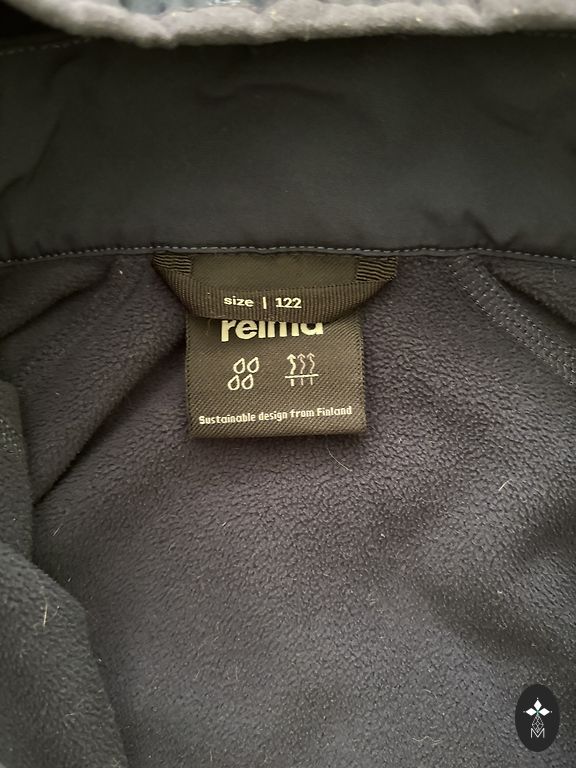 size | 122
reima
Sustainable design from Finland
M